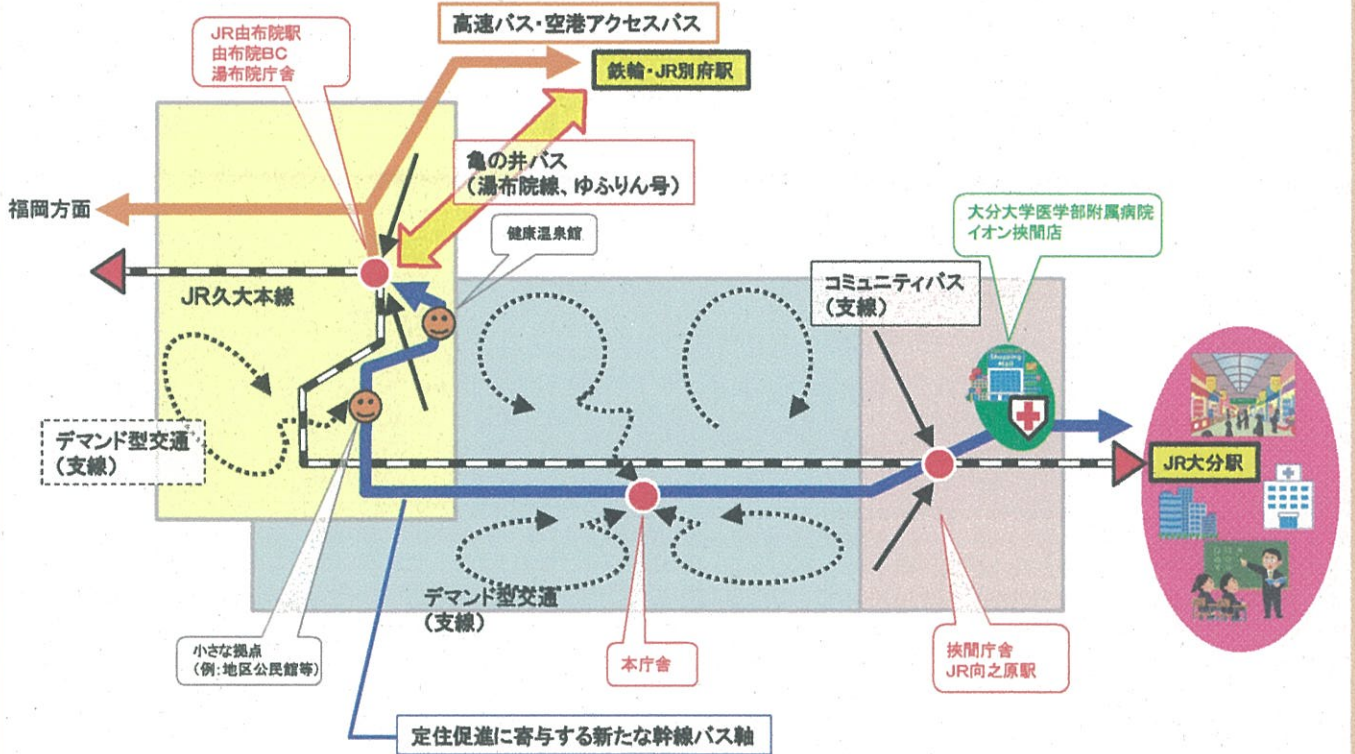 高速バス・空港アクセスバス
JR由布院駅
由布院BC
湯布院庁舎
鉄輪・JR別府駅
亀の井バス
(湯布院線、ゆふりん号)
福岡方面
健康温泉館
大分大学医学部附属病院
イオン挾間店
JR久大本線
コミュニティバス
(支線)
Shopping
Mall
デマンド型交通
(支線)
JR大分駅
デマンド型交通
(支線)
小さな拠点
(例:地区公民館等)
本庁舎
挾間庁舎
JR向之原駅
定住促進に寄与する新たな幹線バス軸